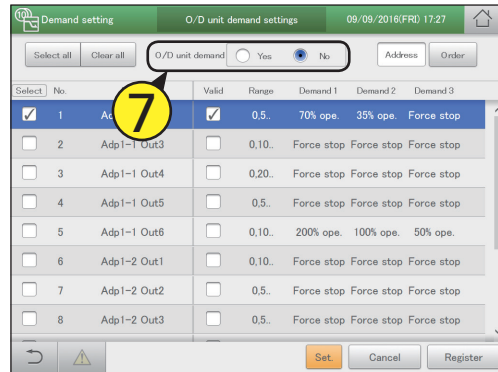 Demand setting O/D unit demand settings 09/09/2016(FRI) 17:27
Select all Clear all O/D unit demand Yes No Address Order
Select No. Valid Range Demand 1 Demand 2 Demand 3
1 0,5.. 70% ope. 35% ope. Force stop
2 Adp1-1 Out3 0,10.. Force stop Force stop Force stop
3 Adp1-1 Out4 0,20.. Force stop Force stop Force stop
4 Adp1-1 Out5 0,5.. Force stop Force stop Force stop
5 Adp1-1 Out6 0,10.. 200% ope. 100% ope. 50% ope.
6 Adp1-2 Out1 0,10.. Force stop Force stop Force stop
7 Adp1-2 Out2 0,5.. Force stop Force stop Force stop
8 Adp1-2 Out3 0,5.. Force stop Force stop Force stop
Set. Cancel Register
7